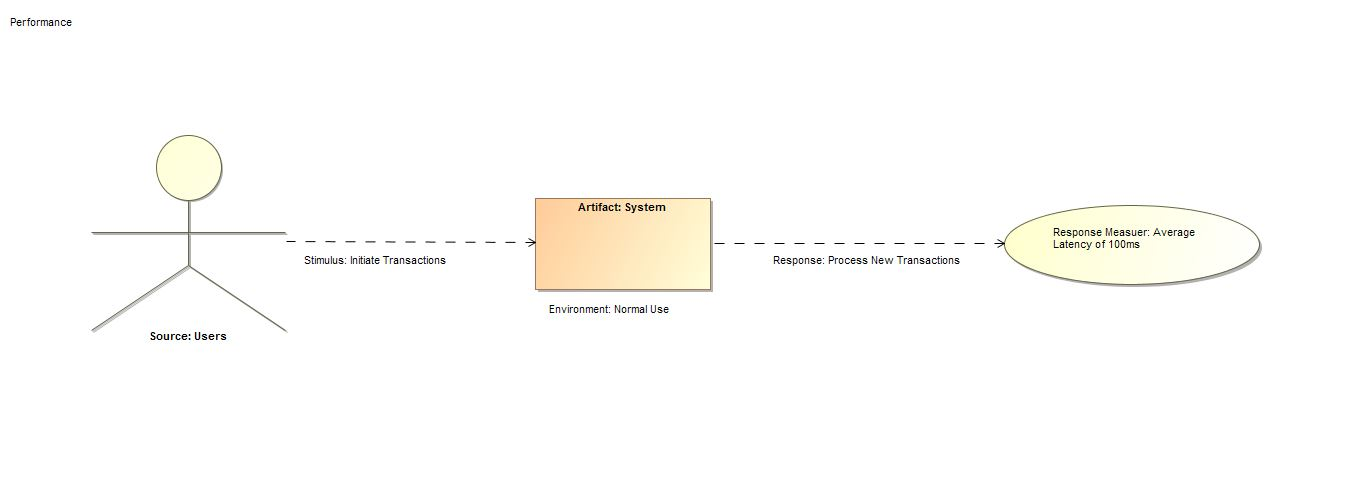 Performance
Artifact: System
Response Measuer: Average
Latency of 100ms
Stimulus: Initiate Transactions
Response: Process New Transactions
Environment: Normal Use
Source: Users